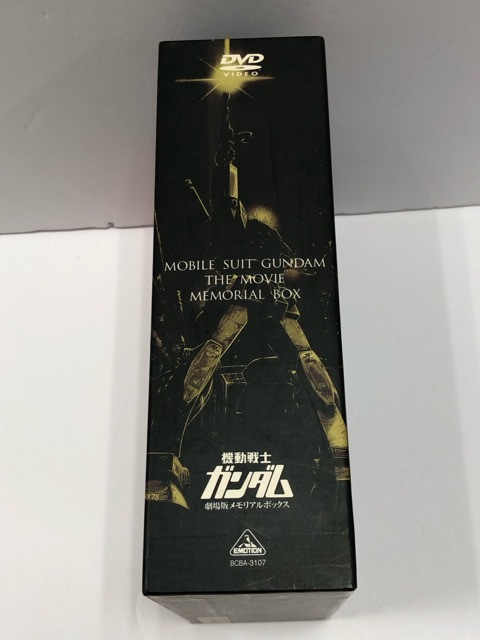 DVD
VIDEO
MOBILE SUIT GUNDAM
THE MOVIE
MEMORIAL BOX
機動戦士
ガンダム
劇場版メモリアルボックス
EMOTION
BCBA-3107